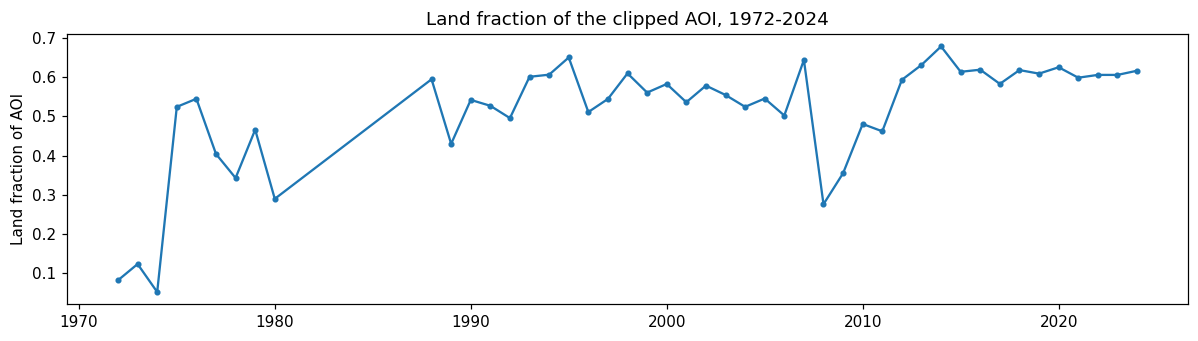 Land fraction of the clipped AOI, 1972-2024
Land fraction of AOI
0.7
0.6
0.5
0.4
0.3
0.2
0.1
1970 1980 1990 2000 2010 2020